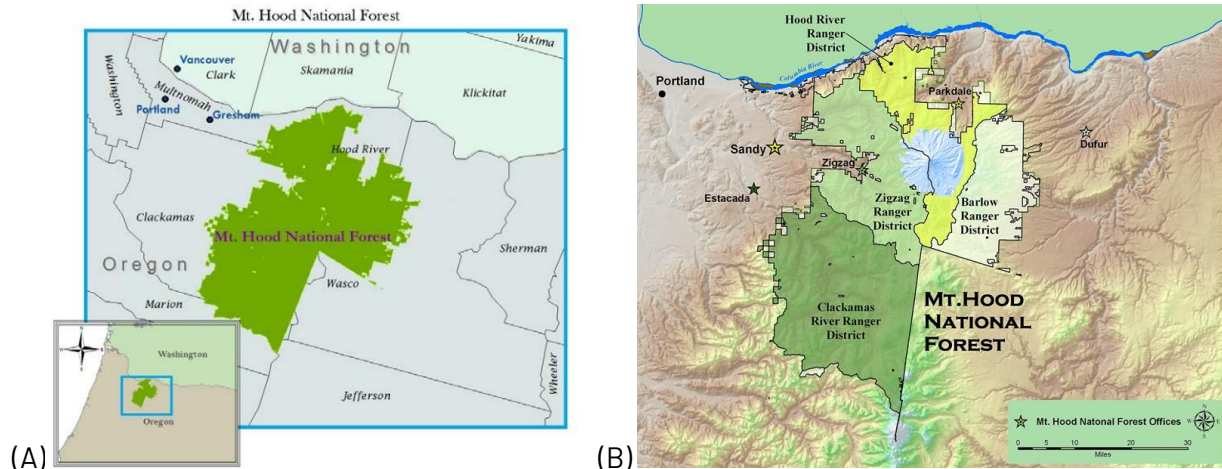 Mt. Hood National Forest
Washington
Yakima
Vancouver
Clark
Skamania
Washington
Klickitat
Multnomah
Portland
Gresham
Hood River
Clackamas
Mt. Hood National Forest
Sherman
Oregon
Wasco
Marion
Washington
Wheeler
Jefferson
Oregon
(A)
Hood River
Ranger
District
Columbia River
Portland
Parkdale
Dufur
Sandy
Zigzag
Estacada
Zigzag
Ranger
District
Barlow
Ranger
District
Clackamas
River Ranger
District
Mt.Hood
National
Forest
Mt. Hood Natonal Forest Offices
0 5 10 20 30
Miles
(B)